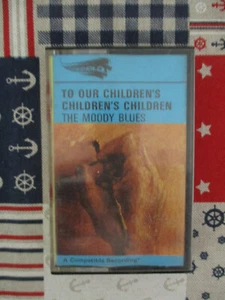 TO OUR CHILDREN'S
CHILDREN'S CHILDREN
THE MOODY BLUES
A Compatible Recording